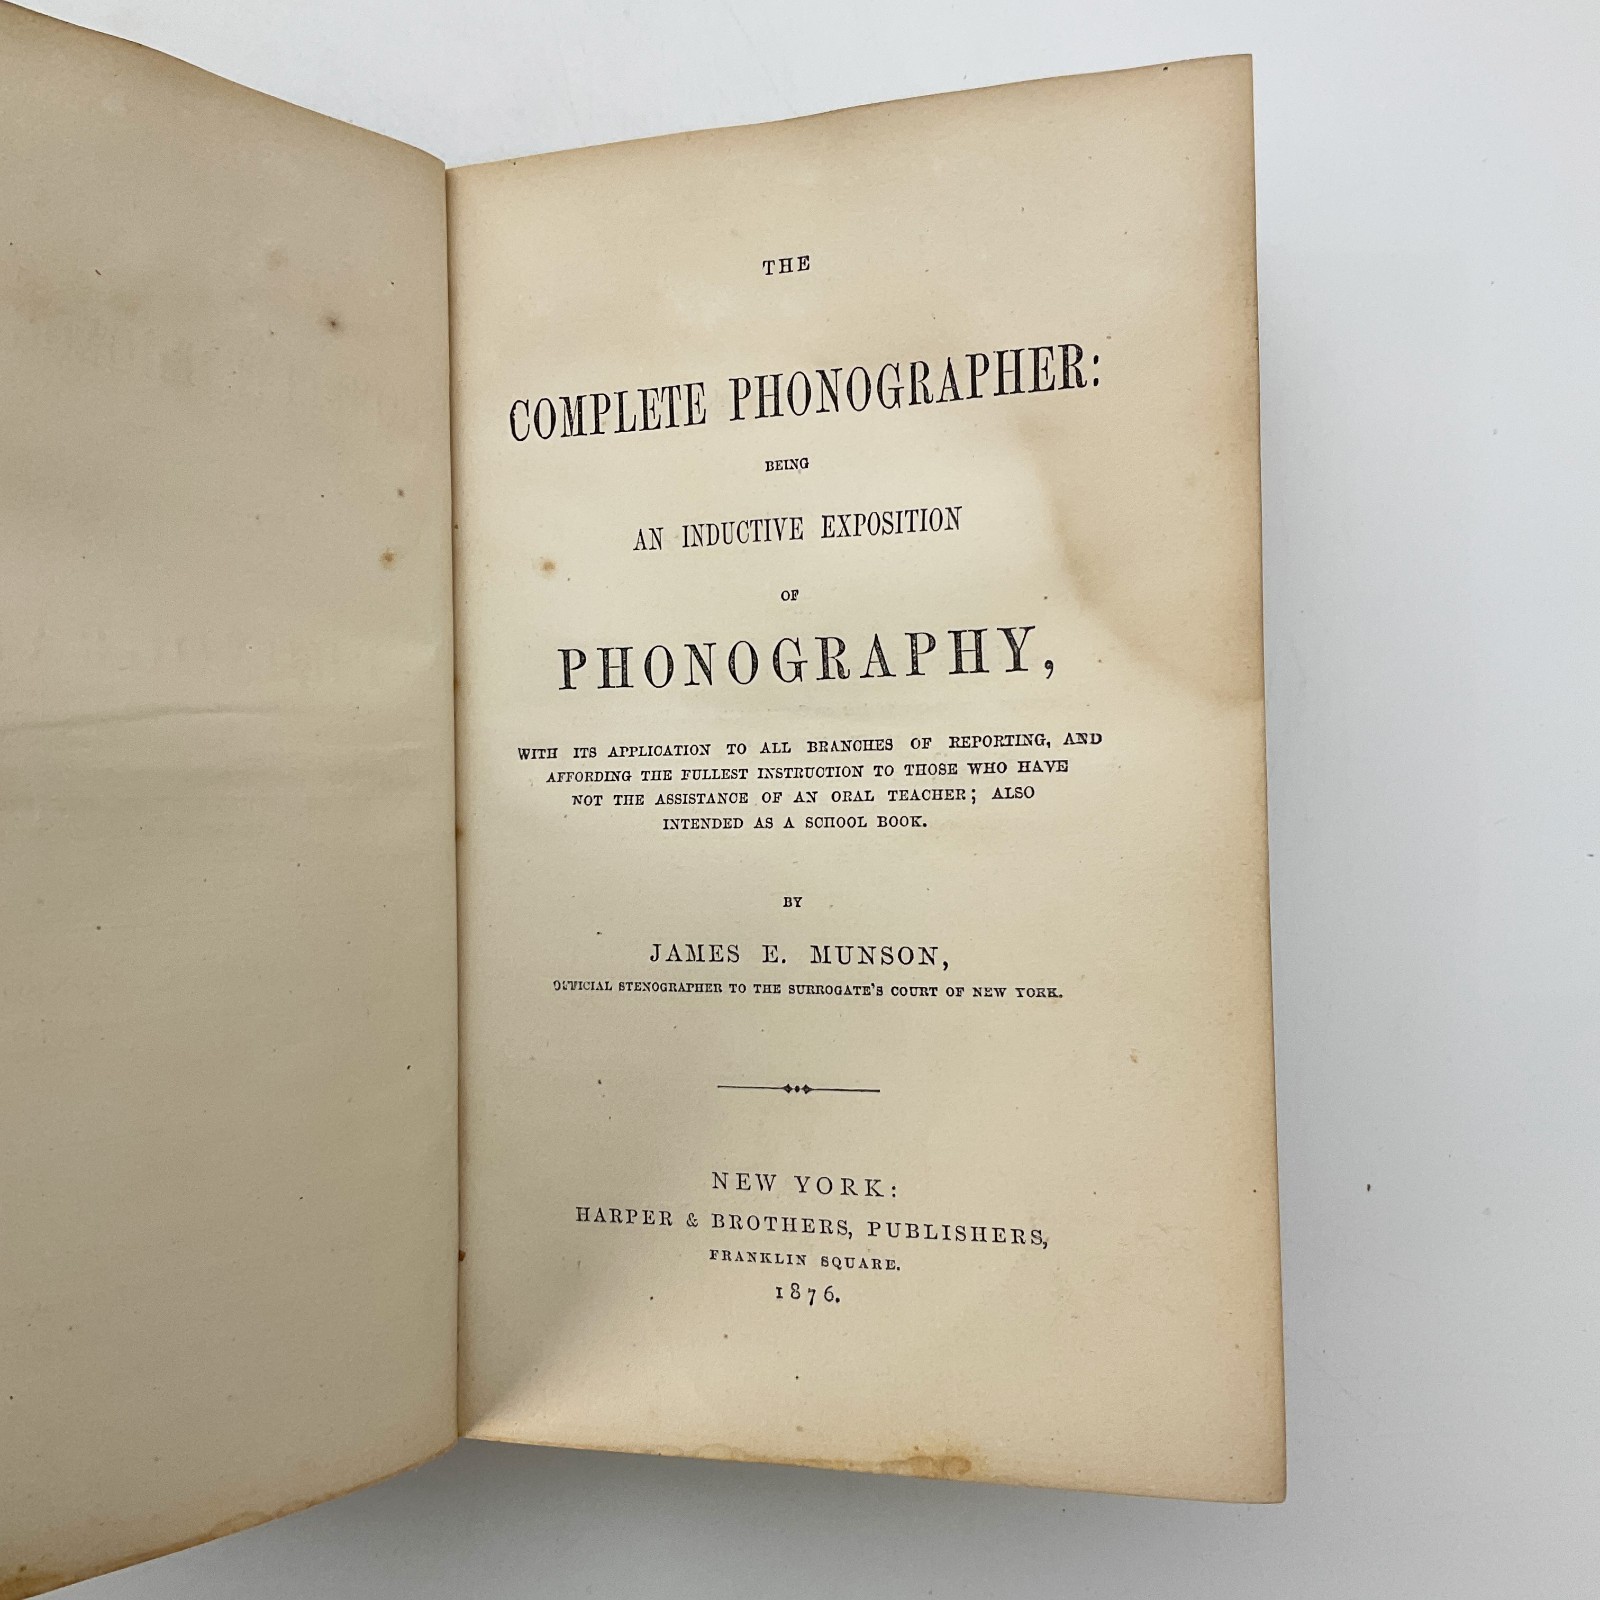 THE
COMPLETE PHONOGRAPHER:
BEING
AN INDUCTIVE EXPOSITION
OF
PHONOGRAPHY,
WITH ITS APPLICATION TO ALL BRANCHES OF REPORTING, AND
AFFORDING THE FULLEST INSTRUCTION TO THOSE WHO HAVE
NOT THE ASSISTANCE OF AN ORAL TEACHER; ALSO
INTENDED AS A SCHOOL BOOK.
BY
JAMES E. MUNSON,
OFFICIAL STENOGRAPHER TO THE SURROGATE'S COURT OF NEW YORK.
NEW YORK:
HARPER & BROTHERS, PUBLISHERS,
FRANKLIN SQUARE.
1876.